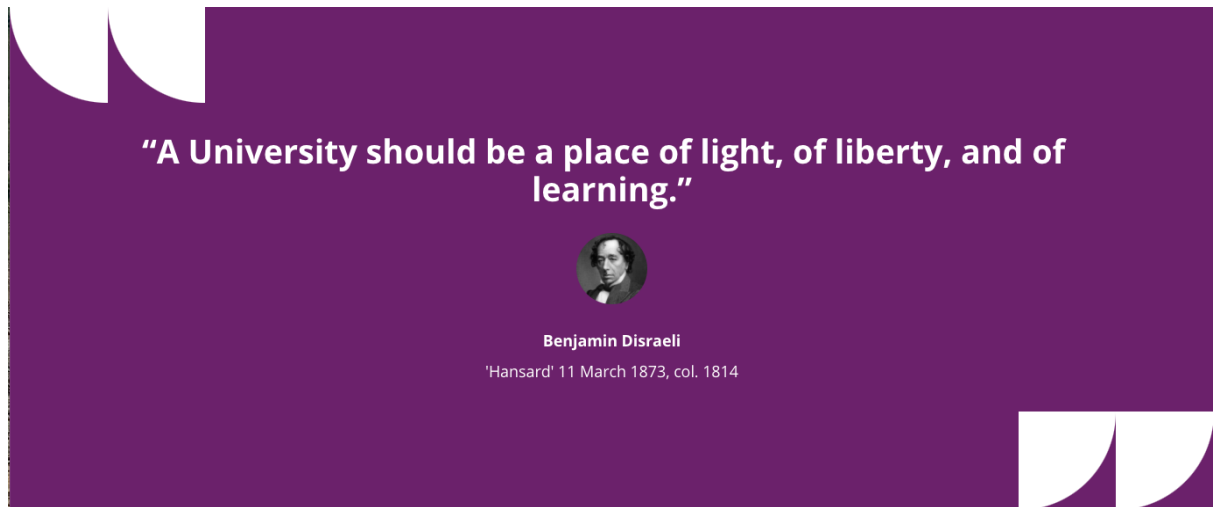 “A University should be a place of light, of liberty, and of
learning.”
Benjamin Disraeli
'Hansard' 11 March 1873, col. 1814